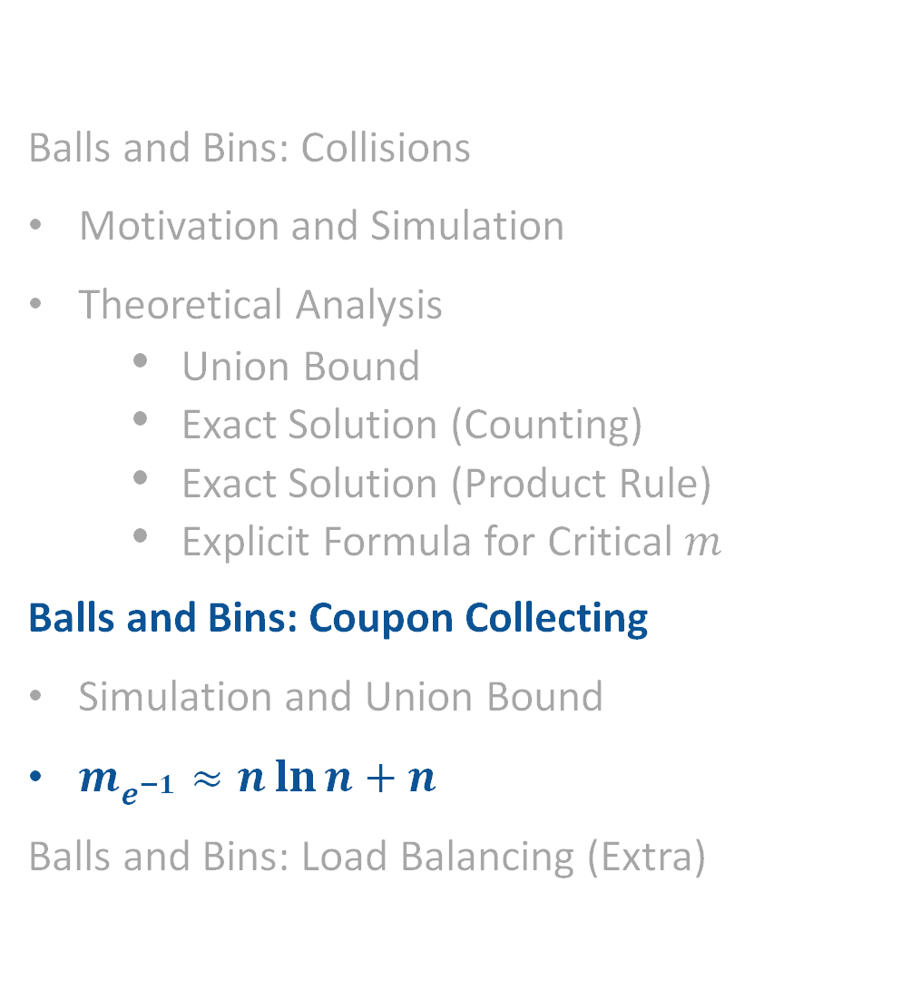 Balls and Bins: Collisions
• Motivation and Simulation
• Theoretical Analysis
• Union Bound
• Exact Solution (Counting)
• Exact Solution (Product Rule)
• Explicit Formula for Critical 𝑚
Balls and Bins: Coupon Collecting
• Simulation and Union Bound
• 𝒎_{𝒆^{−𝟏}} ≈ 𝒏 𝐥𝐧 𝒏 + 𝒏
Balls and Bins: Load Balancing (Extra)